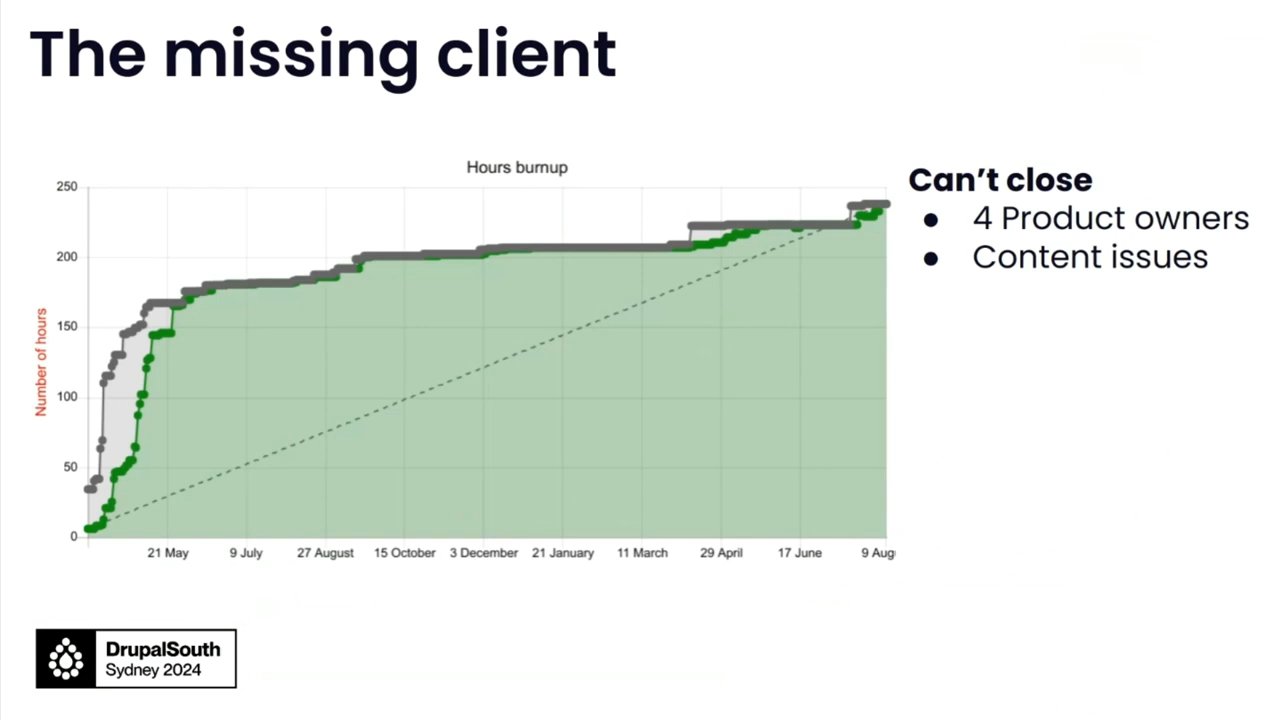 The missing client
Hours burnup
Number of hours
250
200
150
100
50
0
21 May
9 July
27 August
15 October
3 December
21 January
11 March
29 April
17 June
9 Aug
Can’t close
● 4 Product owners
● Content issues
DrupalSouth
Sydney 2024